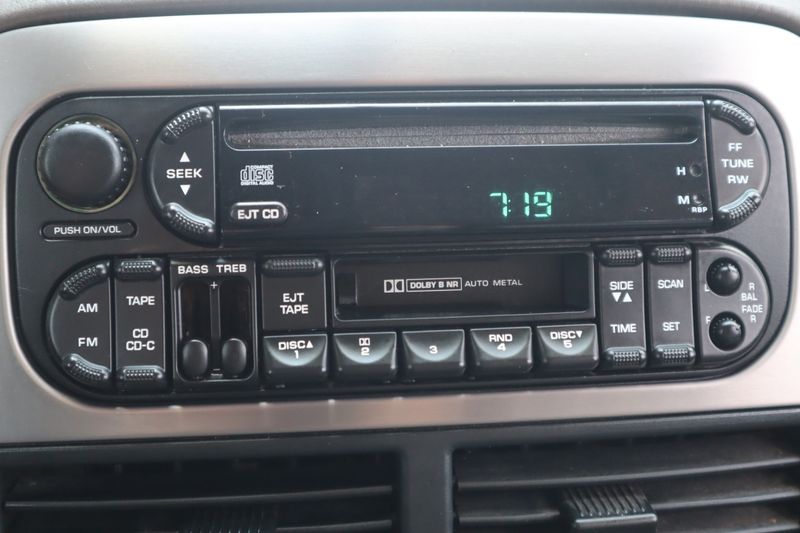 COMPACT
disc
DIGITAL AUDIO
EJT CD
7:19
H
M
RBP
SEEK
PUSH ON/VOL
FF
TUNE
RW
AM
FM
TAPE
CD
CD-C
BASS TREB
+
EJT
TAPE
DOLBY B NR AUTO METAL
DISC▲
1
2
3
RND
4
DISC▼
5
SIDE
▼▲
TIME
SCAN
SET
R
BAL
FADE
R